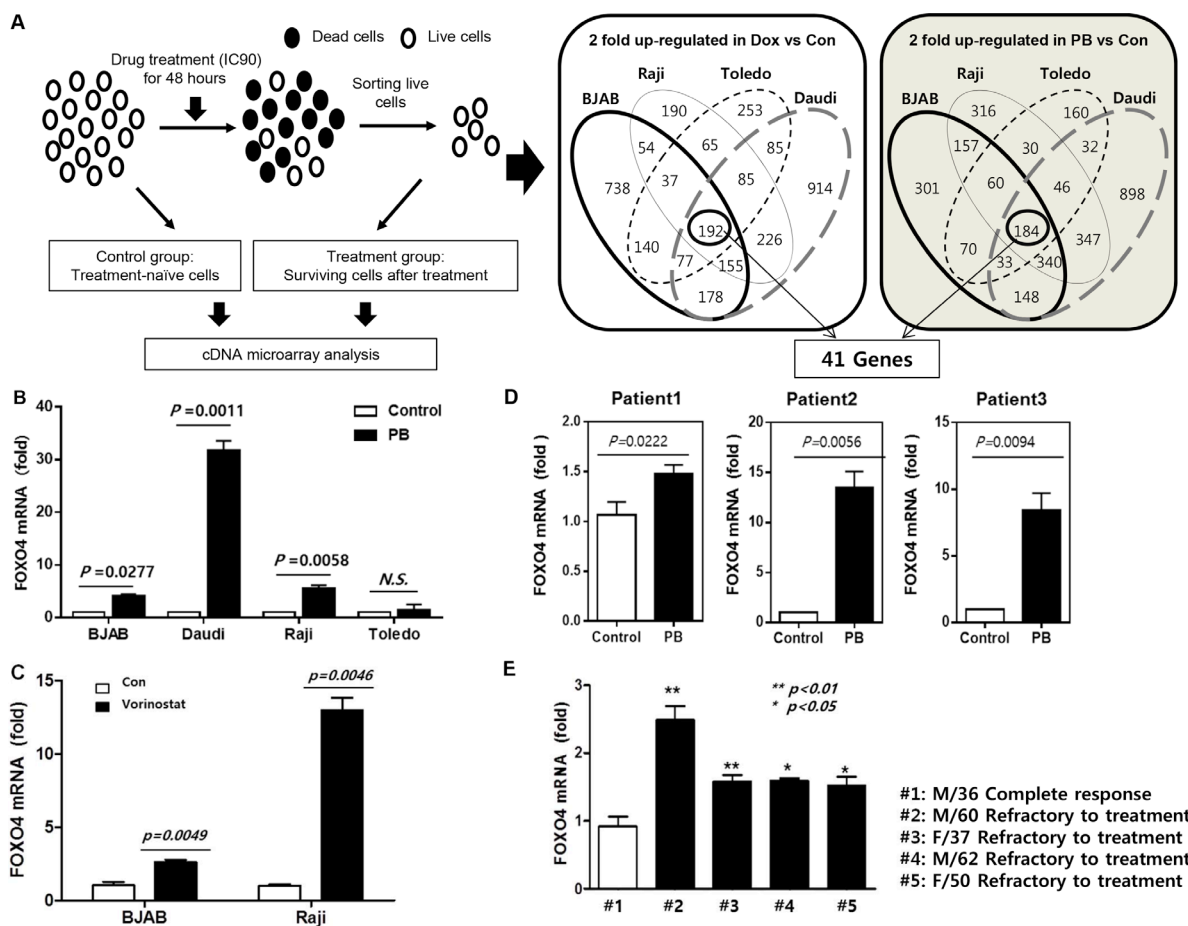 A
Dead cells
Live cells
Drug treatment (IC90)
for 48 hours
Sorting live
cells
Control group:
Treatment-naïve cells
Treatment group:
Surviving cells after treatment
cDNA microarray analysis
2 fold up-regulated in Dox vs Con
Raji
Toledo
BJAB
Daudi
190
253
54
65
85
738
37
85
914
192
140
226
77
155
178
2 fold up-regulated in PB vs Con
Raji
Toledo
BJAB
Daudi
316
160
157
30
32
301
60
46
898
184
70
347
33
340
148
41 Genes
B
FOXO4 mRNA (fold)
40
30
20
10
0
P =0.0277
P =0.0011
P =0.0058
N.S.
Control
PB
BJAB
Daudi
Raji
Toledo
C
FOXO4 mRNA (fold)
15
10
5
0
Con
Vorinostat
p=0.0049
p=0.0046
BJAB
Raji
D
Patient1
FOXO4 mRNA (fold )
2.0
1.5
1.0
0.5
0.0
P=0.0222
Control
PB
Patient2
FOXO4 mRNA (fold )
20
15
10
5
0
P=0.0056
Control
PB
Patient3
FOXO4 mRNA (fold )
15
10
5
0
P=0.0094
Control
PB
E
FOXO4 mRNA (fold)
3
2
1
0
**
**
*
*
** p<0.01
* p<0.05
#1
#2
#3
#4
#5
#1: M/36 Complete response
#2: M/60 Refractory to treatment
#3: F/37 Refractory to treatment
#4: M/62 Refractory to treatment
#5: F/50 Refractory to treatment